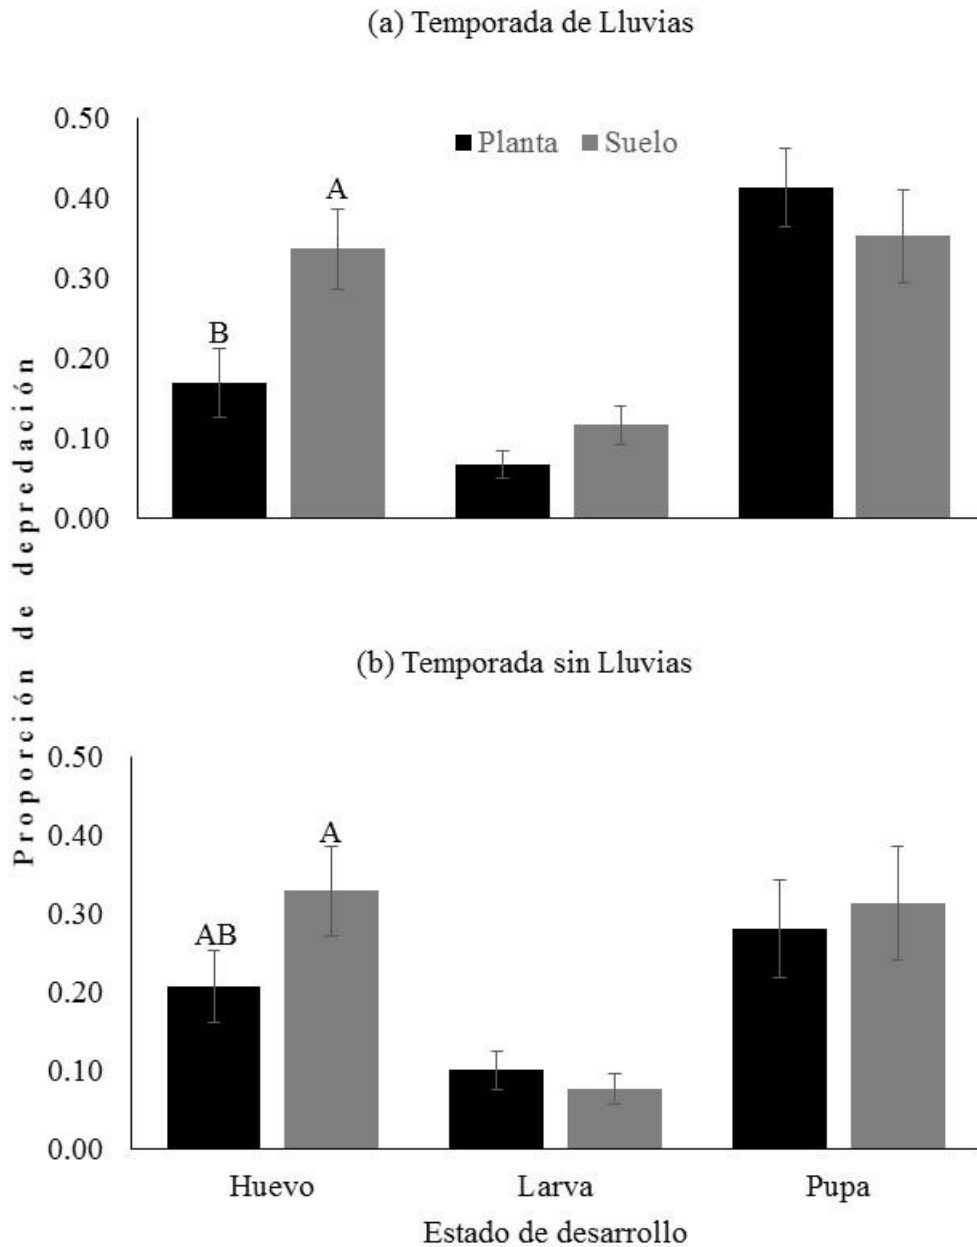 (a) Temporada de Lluvias
Proporción de depredación
0.50
0.40
0.30
0.20
0.10
0.00
Planta Suelo
B
A
(b) Temporada sin Lluvias
0.50
0.40
0.30
0.20
0.10
0.00
AB
A
Huevo Larva Pupa
Estado de desarrollo